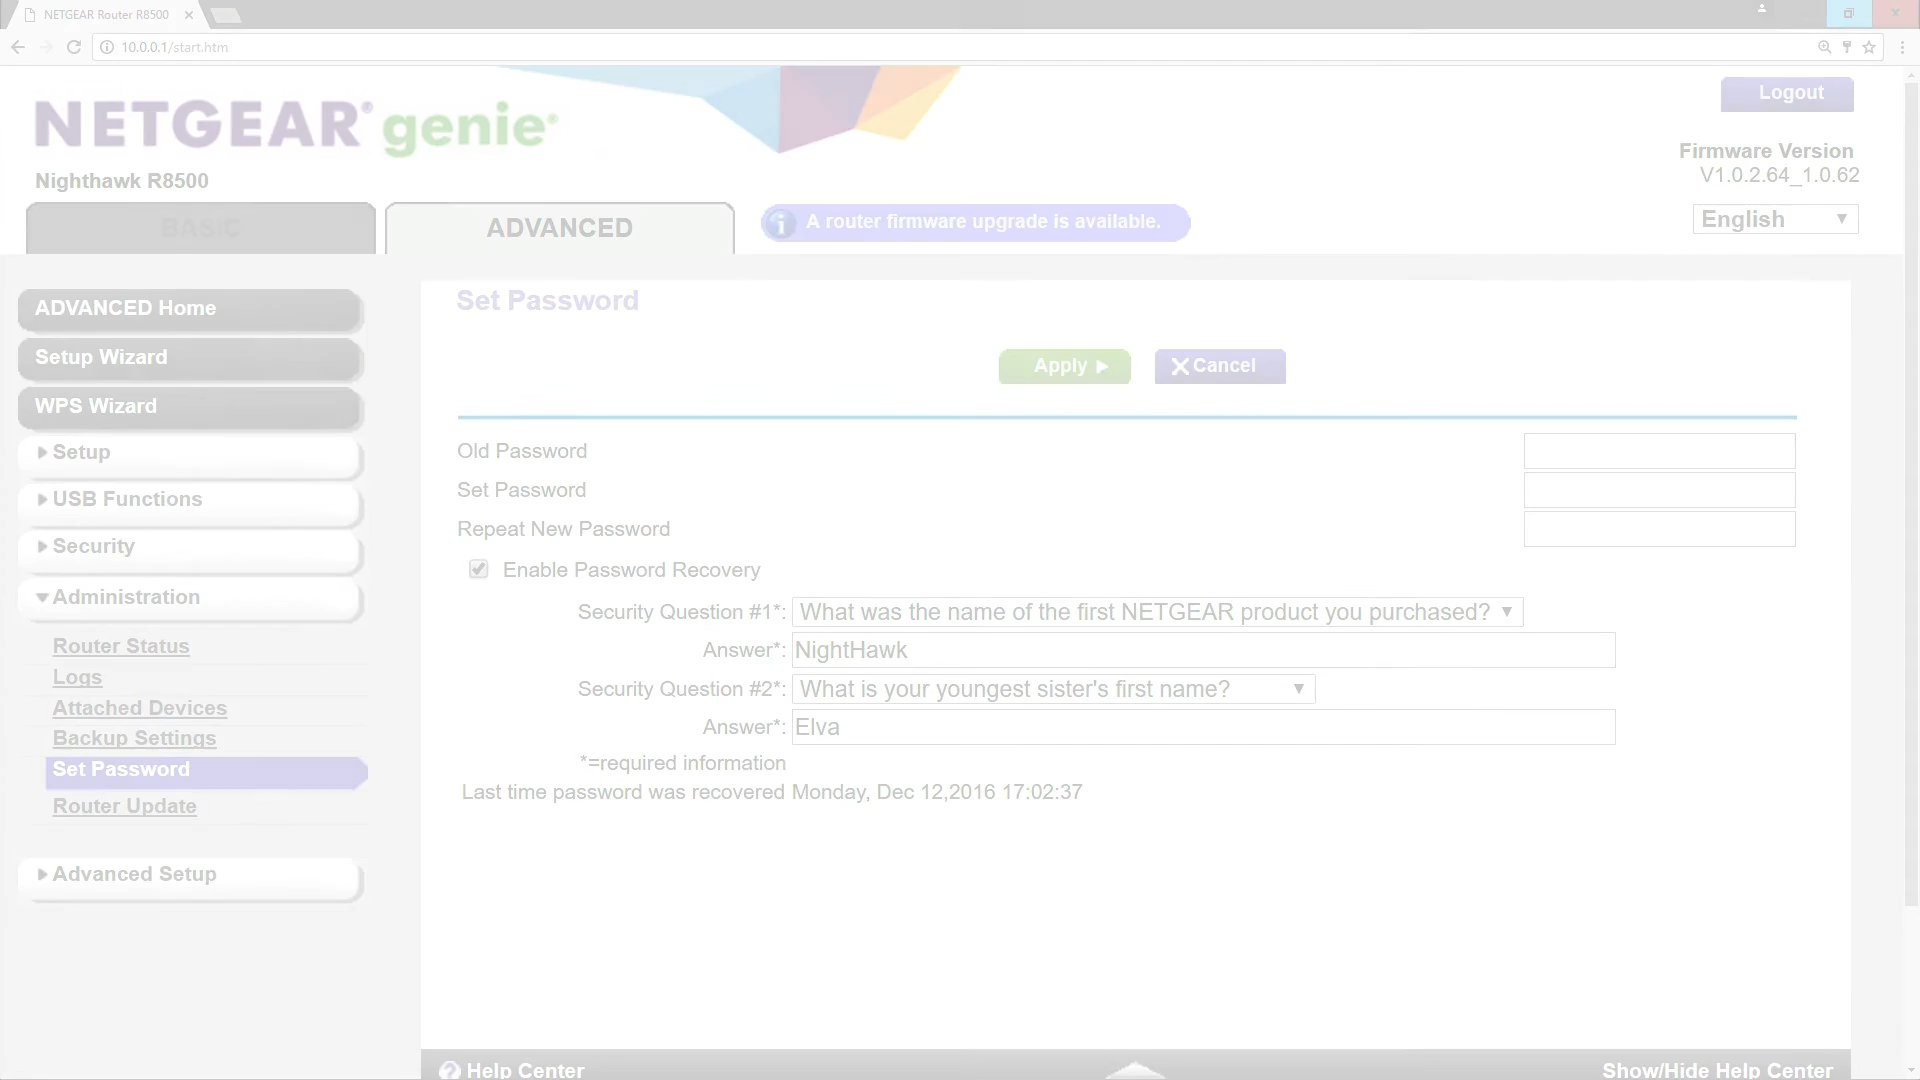 NETGEAR Router R8500
10.0.0.1/start.htm
NETGEAR® genie®
Logout
Nighthawk R8500
Firmware Version
V1.0.2.64_1.0.62
BASIC
ADVANCED
A router firmware upgrade is available.
English
ADVANCED Home
Setup Wizard
WPS Wizard
Setup
USB Functions
Security
Administration
Router Status
Logs
Attached Devices
Backup Settings
Set Password
Router Update
Advanced Setup
Set Password
Apply
Cancel
Old Password
Set Password
Repeat New Password
Enable Password Recovery
Security Question #1*: What was the name of the first NETGEAR product you purchased?
Answer*: NightHawk
Security Question #2*: What is your youngest sister's first name?
Answer*: Elva
*=required information
Last time password was recovered Monday, Dec 12,2016 17:02:37
Help Center
Show/Hide Help Center